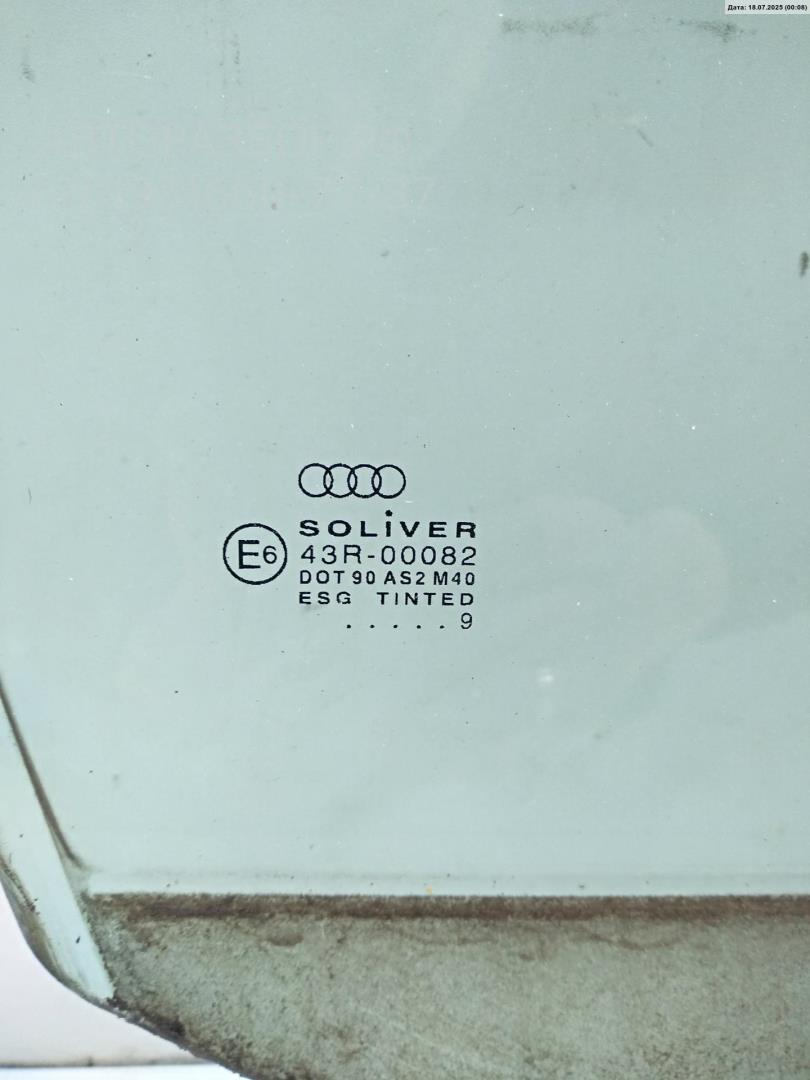 Дата: 18.07.2025 (00:08)
SOLiVER
E6
43R-00082
DOT 90 AS2 M40
ESG TINTED
. . . . . 9